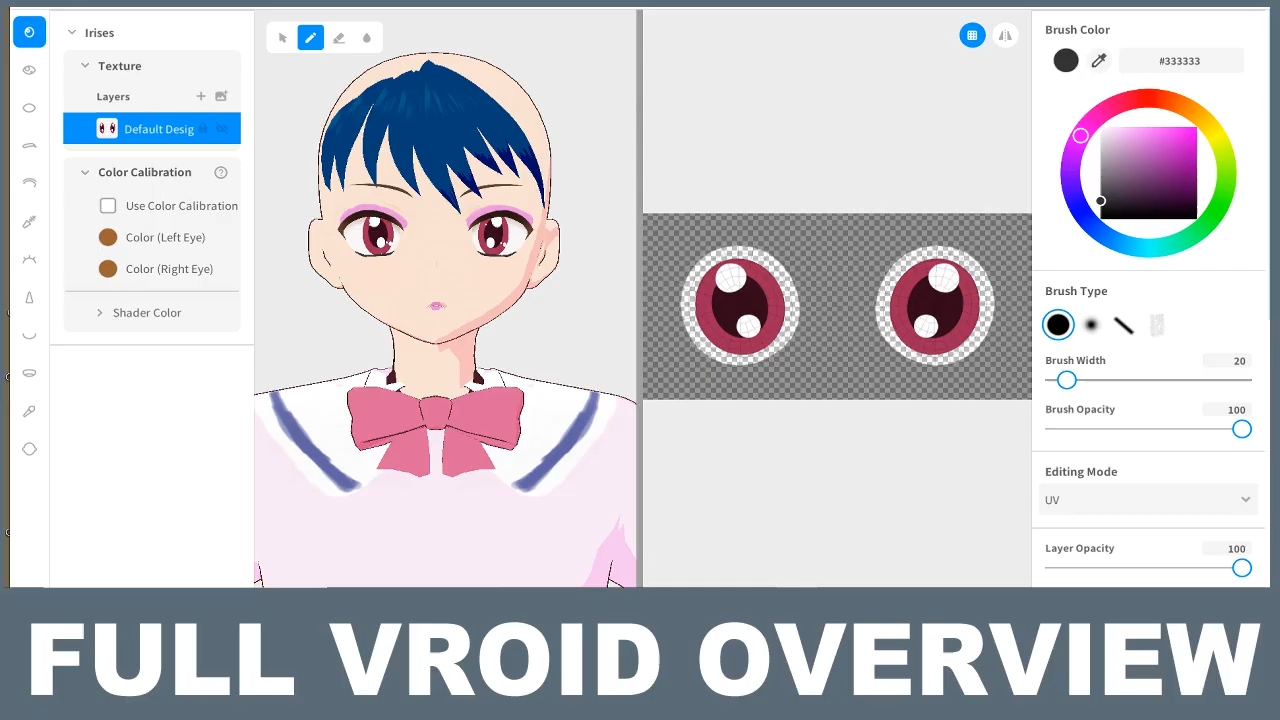 Irises
Texture
Layers
Default Desig
Color Calibration
Use Color Calibration
Color (Left Eye)
Color (Right Eye)
Shader Color
Brush Color
#333333
Brush Type
Brush Width 20
Brush Opacity 100
Editing Mode
UV
Layer Opacity 100
FULL VROID OVERVIEW